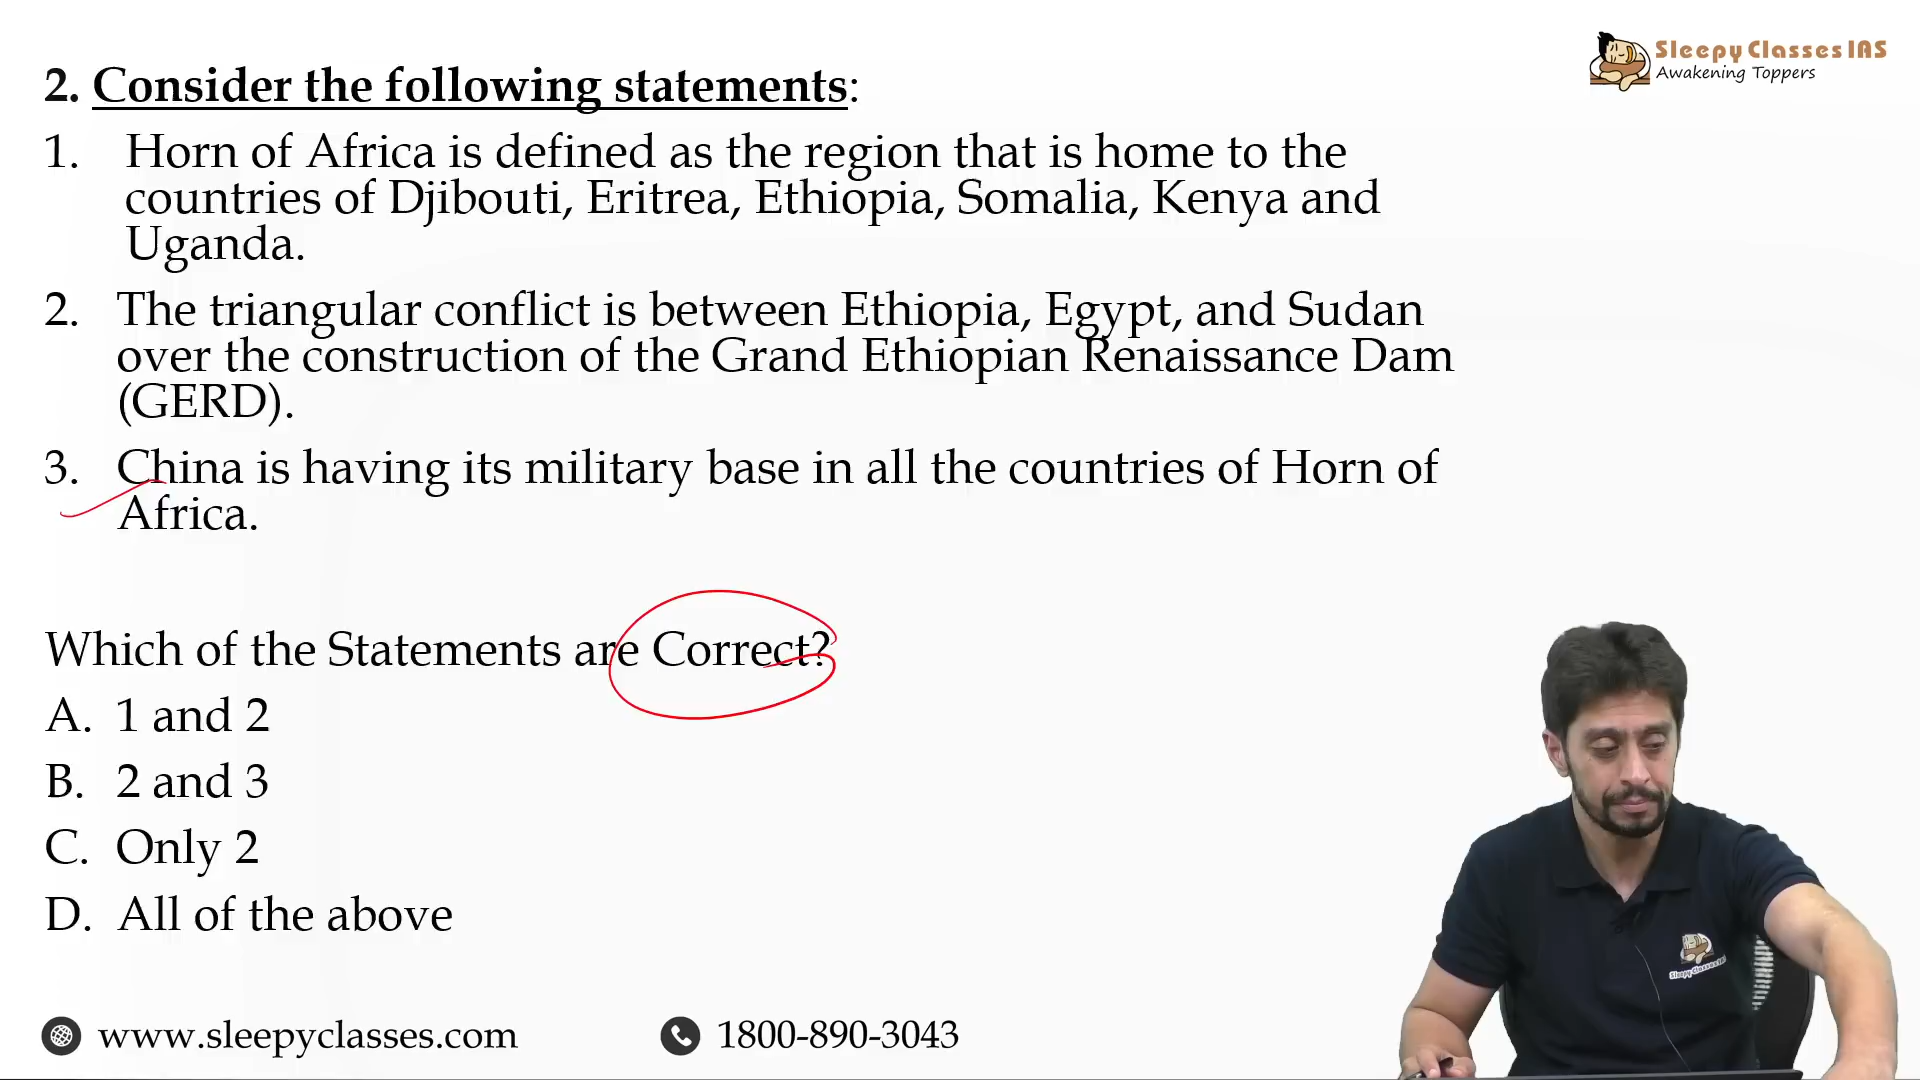 Sleepy Classes IAS
Awakening Toppers
2. Consider the following statements:
1. Horn of Africa is defined as the region that is home to the
countries of Djibouti, Eritrea, Ethiopia, Somalia, Kenya and
Uganda.
2. The triangular conflict is between Ethiopia, Egypt, and Sudan
over the construction of the Grand Ethiopian Renaissance Dam
(GERD).
3. China is having its military base in all the countries of Horn of
Africa.
Which of the Statements are Correct?
A. 1 and 2
B. 2 and 3
C. Only 2
D. All of the above
Sleepy Classes IAS
www.sleepyclasses.com
1800-890-3043